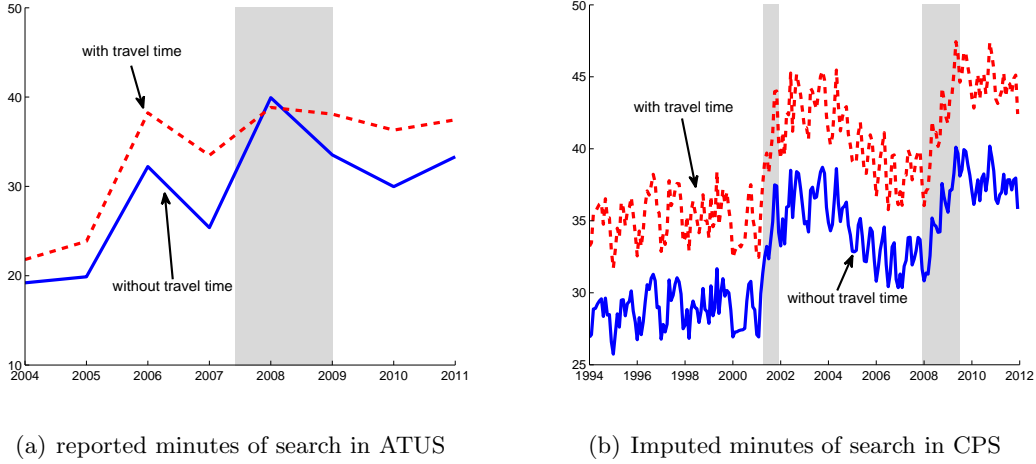 50
40
30
20
10
with travel time
without travel time
2004 2005 2006 2007 2008 2009 2010 2011
(a) reported minutes of search in ATUS
50
45
40
35
30
25
with travel time
without travel time
1994 1996 1998 2000 2002 2004 2006 2008 2010 2012
(b) Imputed minutes of search in CPS